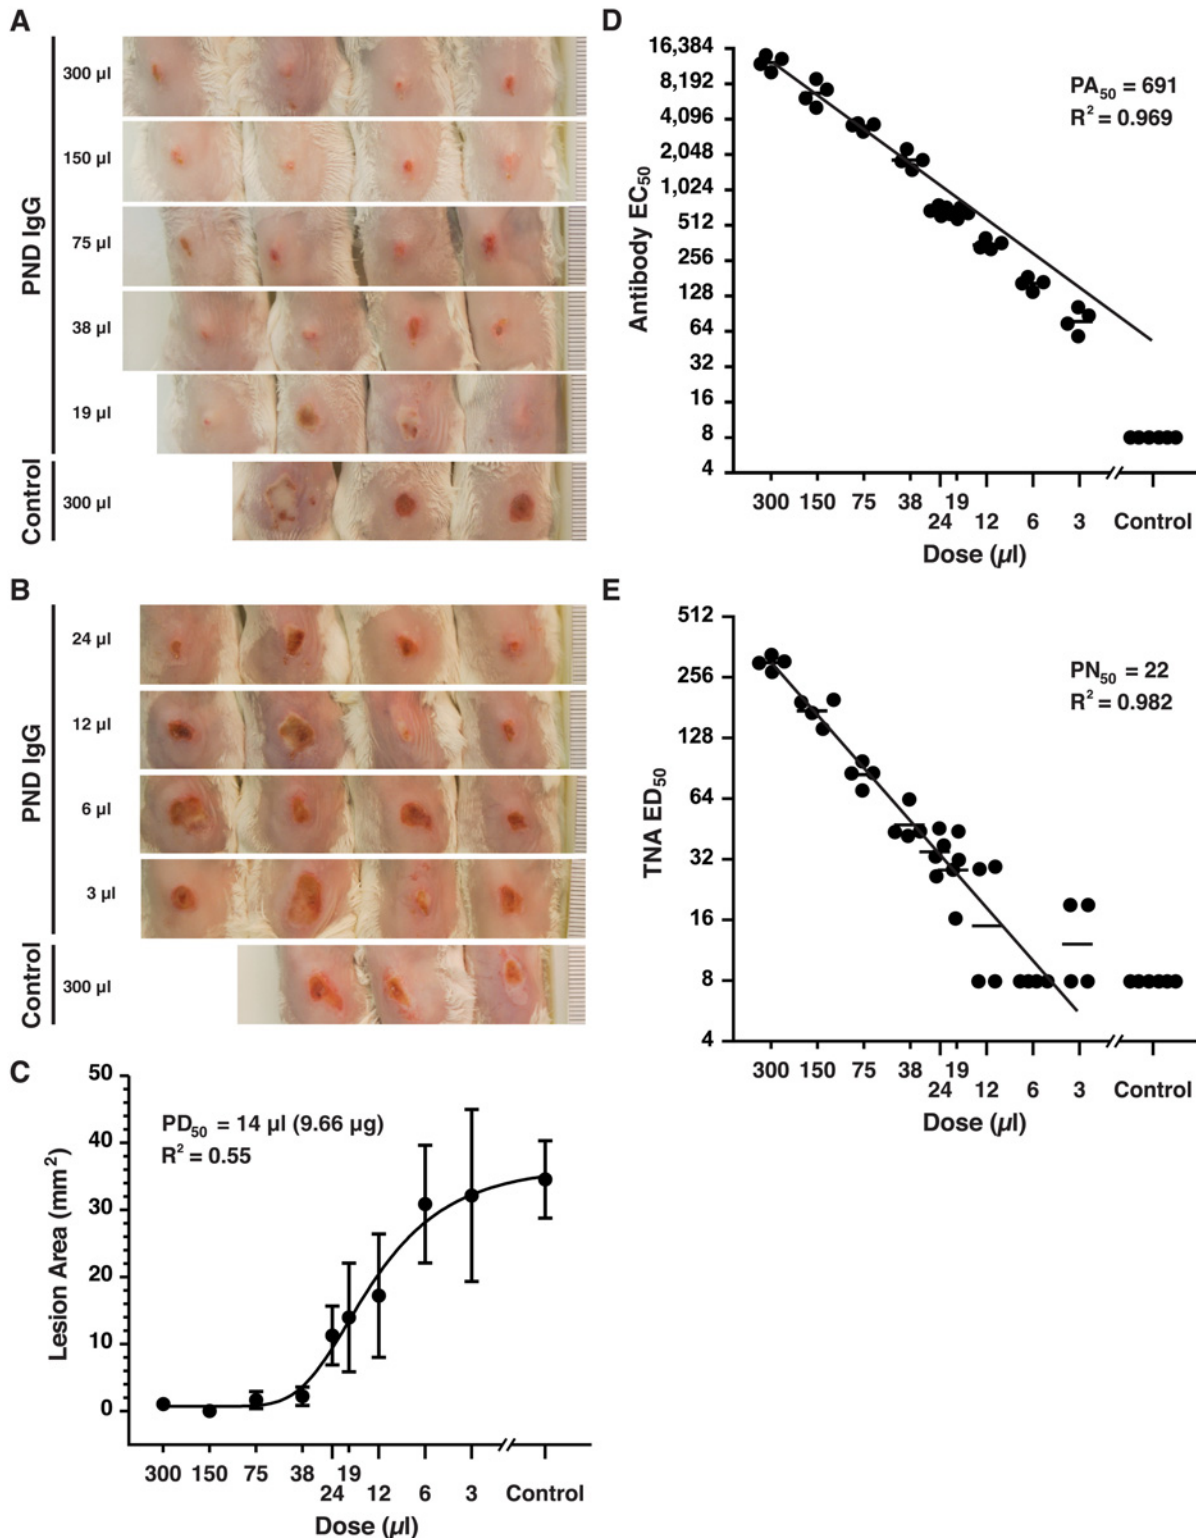 A
PND IgG
300 µl
150 µl
75 µl
38 µl
19 µl
Control
300 µl
B
PND IgG
24 µl
12 µl
6 µl
3 µl
Control
300 µl
C
PD50 = 14 µl (9.66 µg)
R² = 0.55
Lesion Area (mm²)
50
40
30
20
10
0
300 150 75 38 19
24 12 6 3 Control
Dose (µl)
D
PA50 = 691
R² = 0.969
Antibody EC50
16,384
8,192
4,096
2,048
1,024
512
256
128
64
32
16
8
4
300 150 75 38 19
24 12 6 3 Control
Dose (µl)
E
PN50 = 22
R² = 0.982
TNA ED50
512
256
128
64
32
16
8
4
300 150 75 38 19
24 12 6 3 Control
Dose (µl)